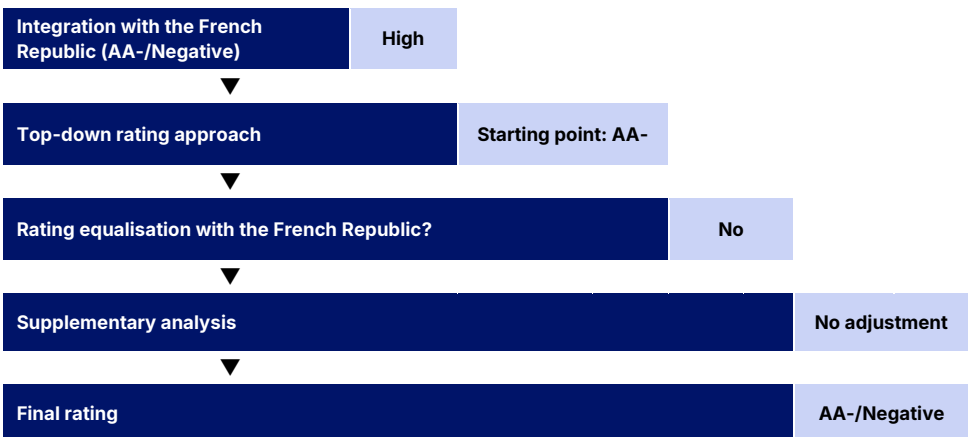 Integration with the French
Republic (AA-/Negative)
High
Top-down rating approach
Starting point: AA-
Rating equalisation with the French Republic?
No
Supplementary analysis
No adjustment
Final rating
AA-/Negative